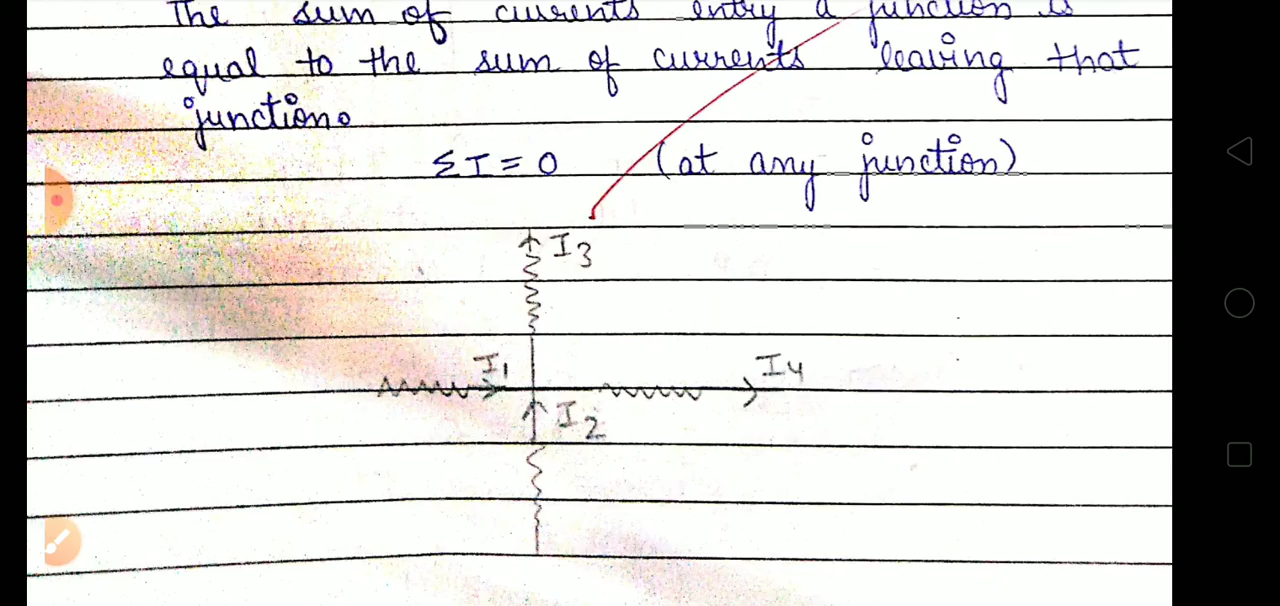 The sum of currents entry a junction is
equal to the sum of currents leaving that
junction.
ΣI = 0 (at any junction)
I3
I1
I4
I2